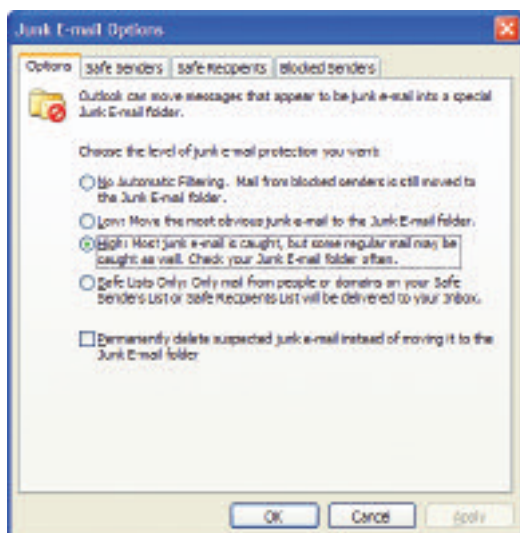 Junk E-mail Options
Options Safe Senders Safe Recipients Blocked Senders
Outlook can move messages that appear to be junk e-mail into a special
Junk E-mail folder.
Choose the level of junk e-mail protection you want:
No Automatic Filtering. Mail from blocked senders is still moved to
the Junk E-mail folder.
Low: Move the most obvious junk e-mail to the Junk E-mail folder.
High: Most junk e-mail is caught, but some regular mail may be
caught as well. Check your Junk E-mail folder often.
Safe Lists Only: Only mail from people or domains on your Safe
Senders List or Safe Recipients List will be delivered to your Inbox.
Permanently delete suspected junk e-mail instead of moving it to the
Junk E-mail folder
OK Cancel Apply